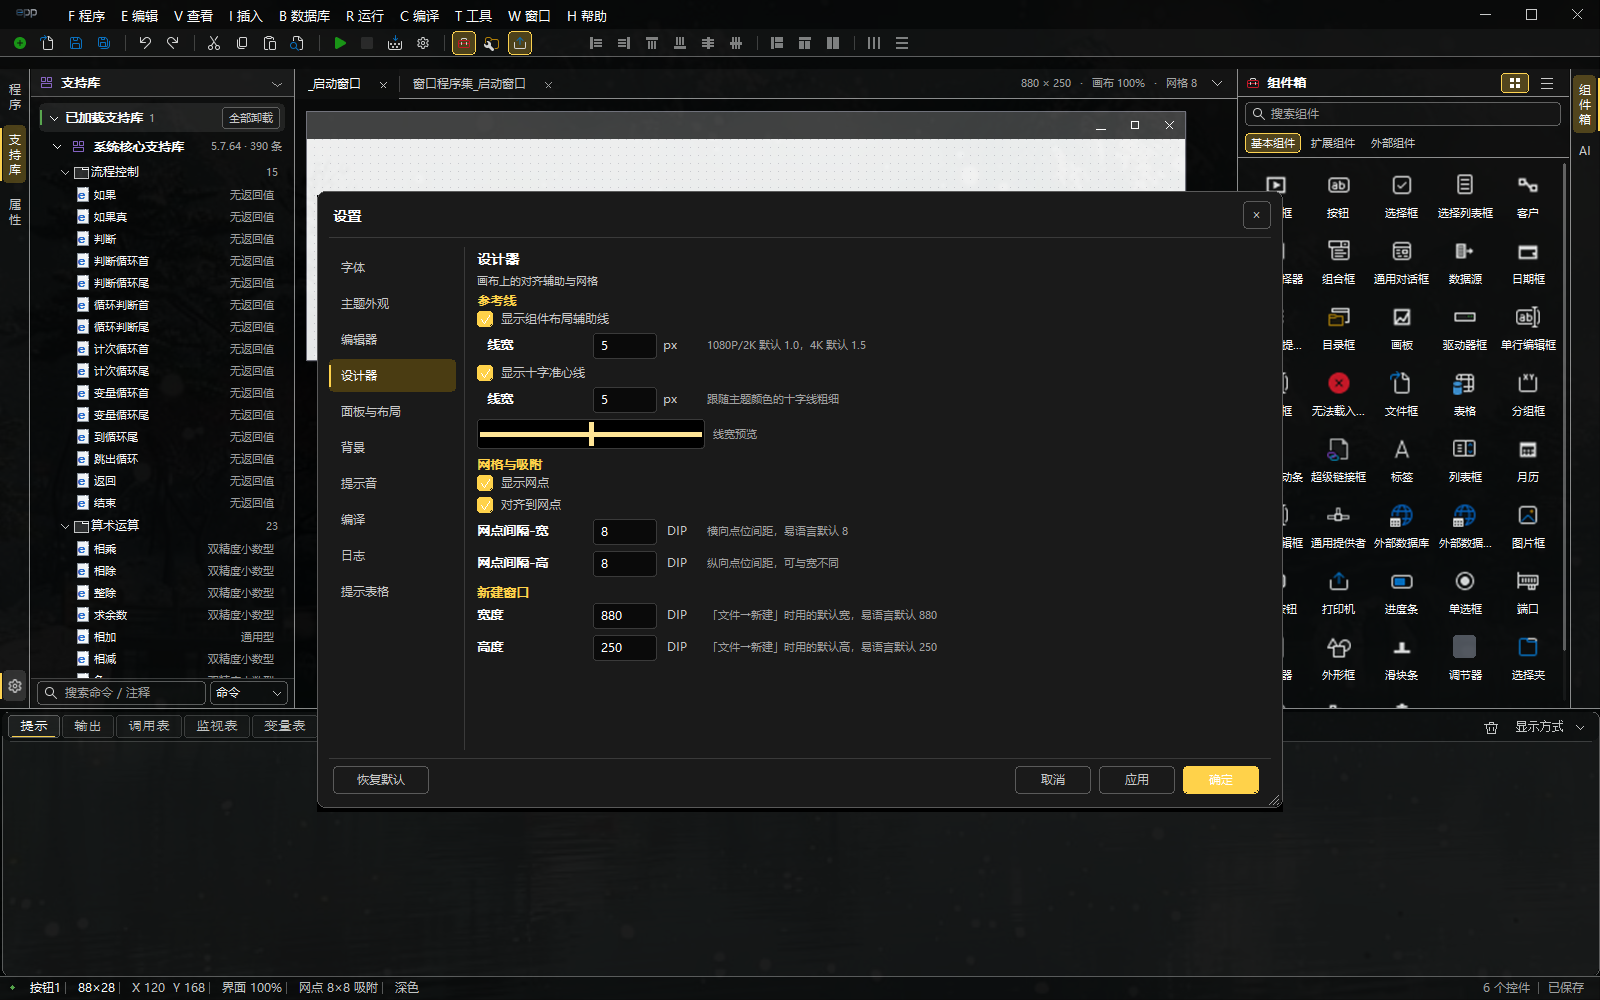 epp
F 程序 E 编辑 V 查看 I 插入 B 数据库 R 运行 C 编译 T 工具 W 窗口 H 帮助
程序
支持库
属性
支持库
已加载支持库 1 全部卸载
系统核心支持库 5.7.64 · 390 条
流程控制 15
如果 无返回值
如果真 无返回值
判断 无返回值
判断循环首 无返回值
判断循环尾 无返回值
循环判断首 无返回值
循环判断尾 无返回值
计次循环首 无返回值
计次循环尾 无返回值
变量循环首 无返回值
变量循环尾 无返回值
到循环尾 无返回值
跳出循环 无返回值
返回 无返回值
结束 无返回值
算术运算 23
相乘 双精度小数型
相除 双精度小数型
整除 双精度小数型
求余数 双精度小数型
相加 通用型
相减 双精度小数型
搜索命令 / 注释 命令
_启动窗口 窗口程序集_启动窗口 880 × 250 · 画布 100% · 网格 8
设置
字体
主题外观
编辑器
设计器
面板与布局
背景
提示音
编译
日志
提示表格
设计器
画布上的对齐辅助与网格
参考线
显示组件布局辅助线
线宽 5 px 1080P/2K 默认 1.0，4K 默认 1.5
显示十字准心线
线宽 5 px 跟随主题颜色的十字线粗细
线宽预览
网格与吸附
显示网点
对齐到网点
网点间隔-宽 8 DIP 横向点位间距，易语言默认 8
网点间隔-高 8 DIP 纵向点位间距，可与宽不同
新建窗口
宽度 880 DIP 「文件→新建」时用的默认宽，易语言默认 880
高度 250 DIP 「文件→新建」时用的默认高，易语言默认 250
恢复默认 取消 应用 确定
组件箱
搜索组件
基本组件 扩展组件 外部组件
框 按钮 选择框 选择列表框 客户
器 组合框 通用对话框 数据源 日期框
提... 目录框 画板 驱动器框 单行编辑框
框 无法载入... 文件框 表格 分组框
动条 超级链接框 标签 列表框 月历
辑框 通用提供者 外部数据库 外部数据... 图片框
钮 打印机 进度条 单选框 端口
器 外形框 滑块条 调节器 选择夹
组件箱
AI
提示 输出 调用表 监视表 变量表 显示方式
按钮1 88×28 X 120 Y 168 界面 100% 网点 8×8 吸附 深色 6 个控件 已保存